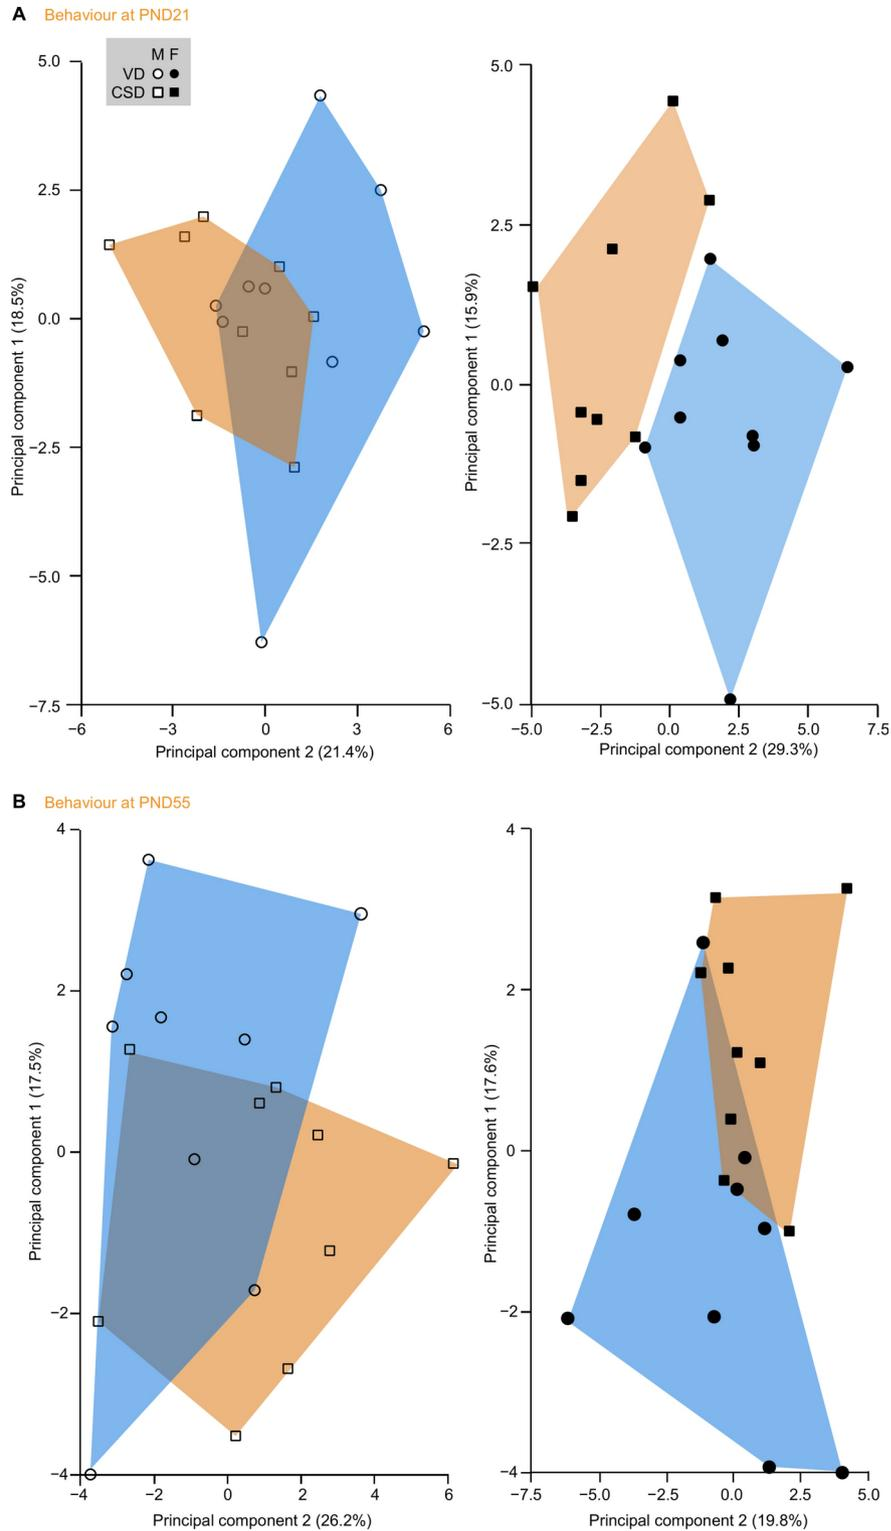 A Behaviour at PND21
M F
VD
CSD
5.0
2.5
0.0
−2.5
−5.0
−7.5
Principal component 1 (18.5%)
−6 −3 0 3 6
Principal component 2 (21.4%)
5.0
2.5
0.0
−2.5
−5.0
Principal component 1 (15.9%)
−5.0 −2.5 0.0 2.5 5.0 7.5
Principal component 2 (29.3%)
B Behaviour at PND55
4
2
0
−2
−4
Principal component 1 (17.5%)
−4 −2 0 2 4 6
Principal component 2 (26.2%)
4
2
0
−2
−4
Principal component 1 (17.6%)
−7.5 −5.0 −2.5 0.0 2.5 5.0
Principal component 2 (19.8%)